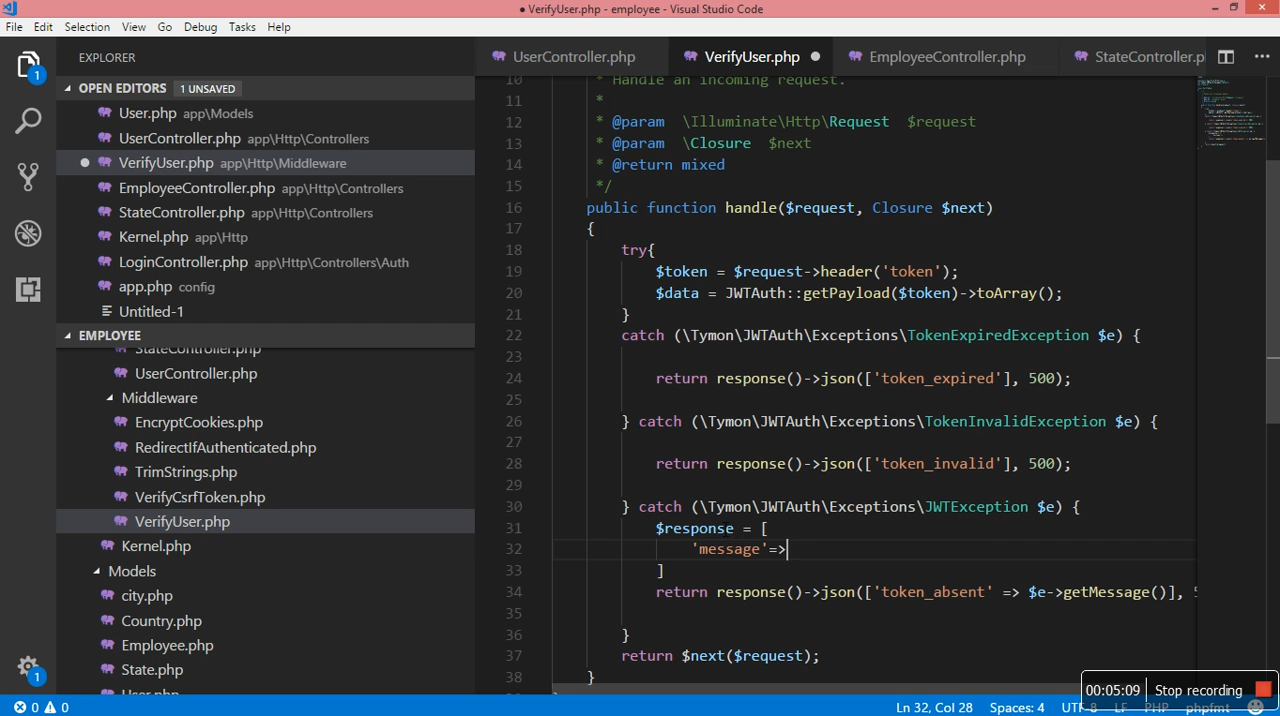 ● VerifyUser.php - employee - Visual Studio Code
File Edit Selection View Go Debug Tasks Help
EXPLORER
UserController.php VerifyUser.php EmployeeController.php StateController.p
OPEN EDITORS 1 UNSAVED
User.php app\Models
UserController.php app\Http\Controllers
VerifyUser.php app\Http\Middleware
EmployeeController.php app\Http\Controllers
StateController.php app\Http\Controllers
Kernel.php app\Http
LoginController.php app\Http\Controllers\Auth
app.php config
Untitled-1
EMPLOYEE
StateController.php
UserController.php
Middleware
EncryptCookies.php
RedirectIfAuthenticated.php
TrimStrings.php
VerifyCsrfToken.php
VerifyUser.php
Kernel.php
Models
city.php
Country.php
Employee.php
State.php
User.php
10 * Handle an incoming request.
11 *
12 * @param \Illuminate\Http\Request $request
13 * @param \Closure $next
14 * @return mixed
15 */
16 public function handle($request, Closure $next)
17 {
18 try{
19 $token = $request->header('token');
20 $data = JWTAuth::getPayload($token)->toArray();
21 }
22 catch (\Tymon\JWTAuth\Exceptions\TokenExpiredException $e) {
23
24 return response()->json(['token_expired'], 500);
25
26 } catch (\Tymon\JWTAuth\Exceptions\TokenInvalidException $e) {
27
28 return response()->json(['token_invalid'], 500);
29
30 } catch (\Tymon\JWTAuth\Exceptions\JWTException $e) {
31 $response = [
32 'message'=>
33 ]
34 return response()->json(['token_absent' => $e->getMessage()], 5
35
36 }
37 return $next($request);
38 }
1
1
00:05:09 Stop recording
0 0 Ln 32, Col 28 Spaces: 4 UTF-8 LF PHP phpfmt